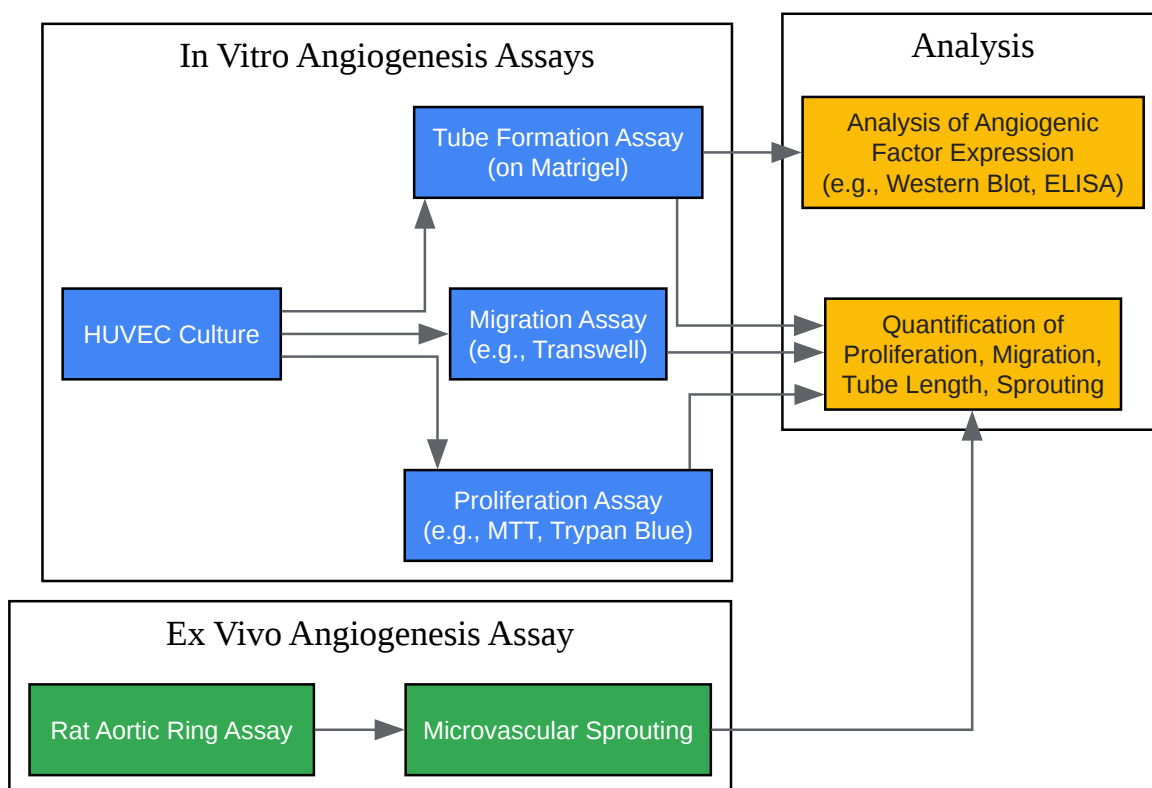 In Vitro Angiogenesis Assays
Tube Formation Assay
(on Matrigel)
HUVEC Culture
Migration Assay
(e.g., Transwell)
Proliferation Assay
(e.g., MTT, Trypan Blue)
Analysis
Analysis of Angiogenic
Factor Expression
(e.g., Western Blot, ELISA)
Quantification of
Proliferation, Migration,
Tube Length, Sprouting
Ex Vivo Angiogenesis Assay
Rat Aortic Ring Assay
Microvascular Sprouting